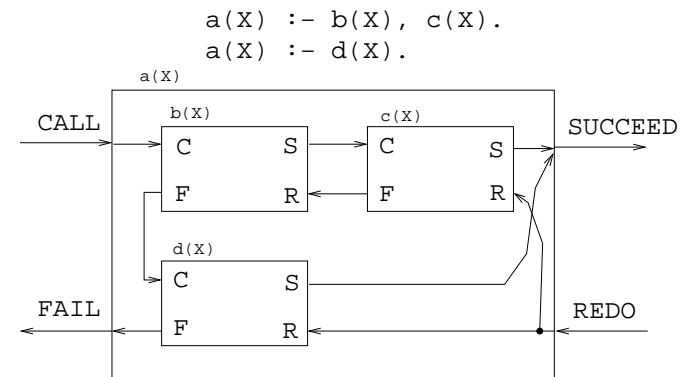 a(X) :- b(X), c(X).
a(X) :- d(X).
a(X)
b(X)
c(X)
CALL
SUCCEED
C S
C S
F R
F R
d(X)
C S
FAIL
REDO
F R